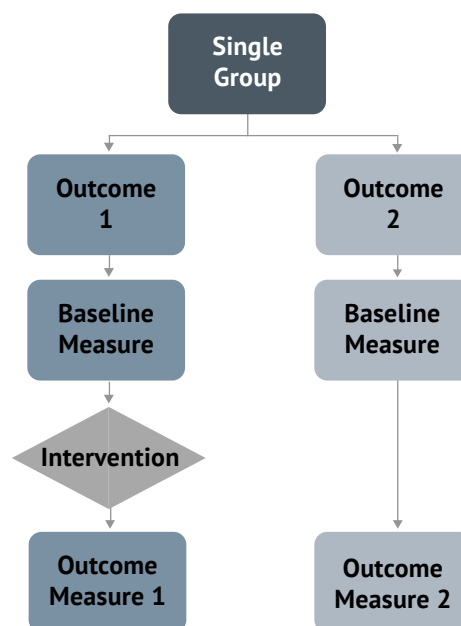 Single
Group
Outcome
1
Outcome
2
Baseline
Measure
Baseline
Measure
Intervention
Outcome
Measure 1
Outcome
Measure 2